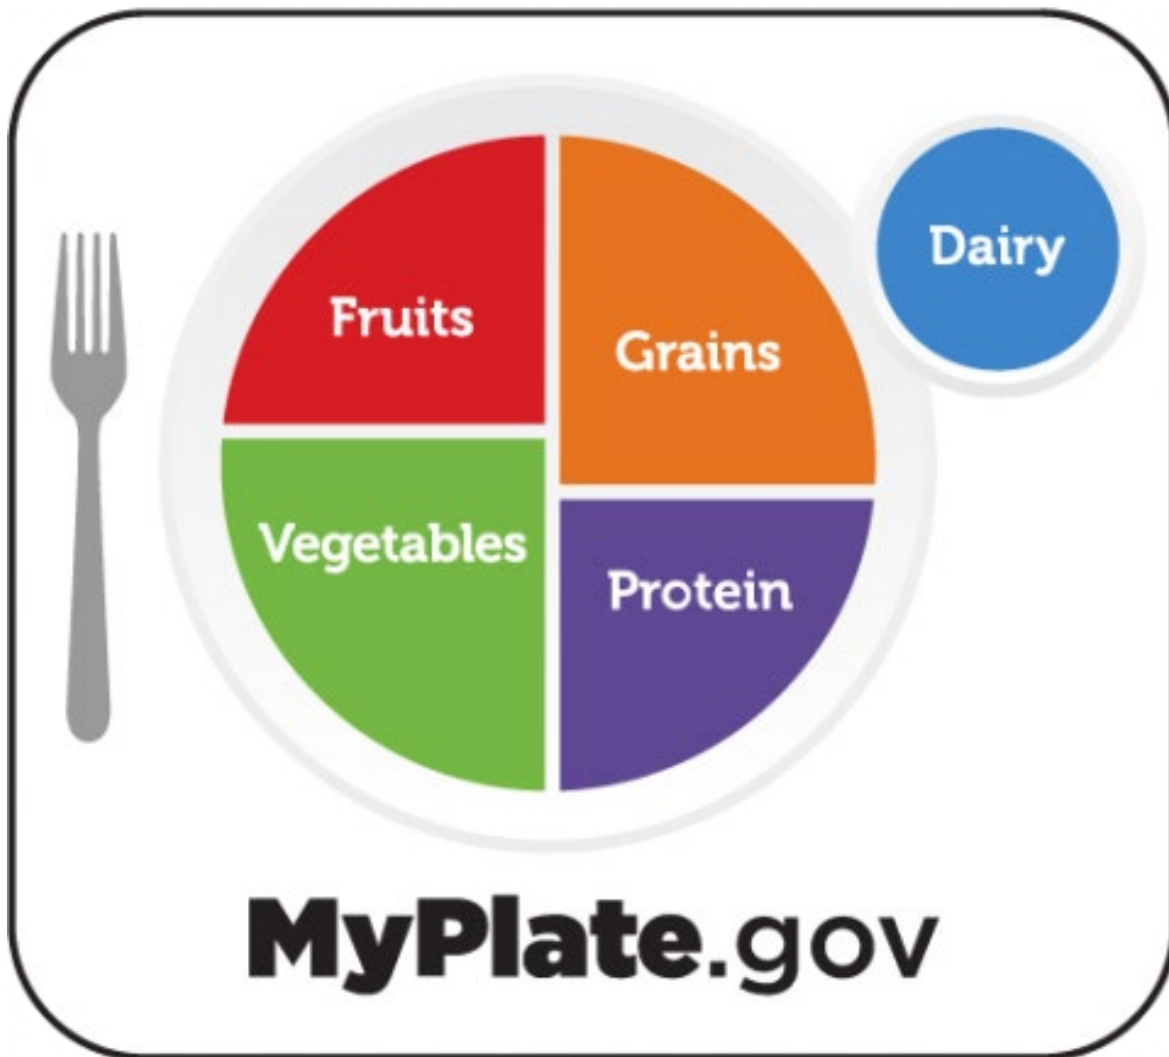 Fruits
Grains
Dairy
Vegetables
Protein
MyPlate.gov